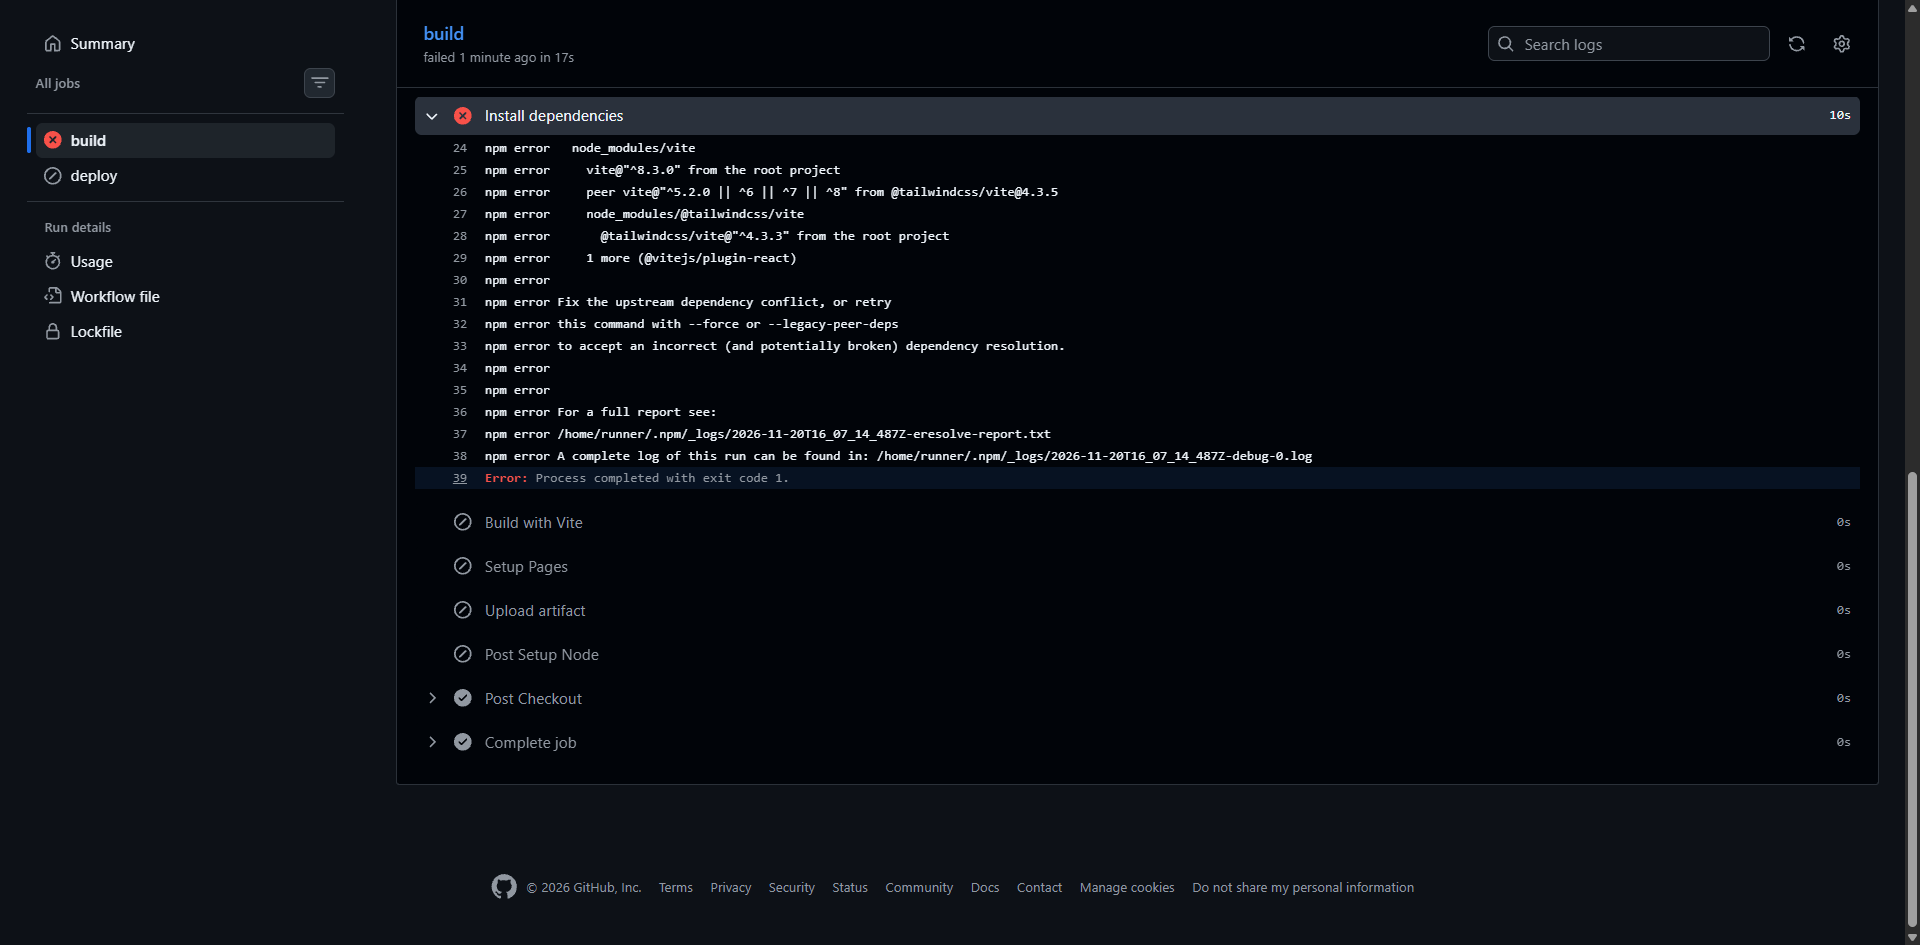 Summary
All jobs
build
deploy
Run details
Usage
Workflow file
Lockfile
build
failed 1 minute ago in 17s
Search logs
Install dependencies 10s
24 npm error   node_modules/vite
25 npm error     vite@"^8.3.0" from the root project
26 npm error     peer vite@"^5.2.0 || ^6 || ^7 || ^8" from @tailwindcss/vite@4.3.5
27 npm error     node_modules/@tailwindcss/vite
28 npm error       @tailwindcss/vite@"^4.3.3" from the root project
29 npm error     1 more (@vitejs/plugin-react)
30 npm error
31 npm error Fix the upstream dependency conflict, or retry
32 npm error this command with --force or --legacy-peer-deps
33 npm error to accept an incorrect (and potentially broken) dependency resolution.
34 npm error
35 npm error
36 npm error For a full report see:
37 npm error /home/runner/.npm/_logs/2026-11-20T16_07_14_487Z-eresolve-report.txt
38 npm error A complete log of this run can be found in: /home/runner/.npm/_logs/2026-11-20T16_07_14_487Z-debug-0.log
39 Error: Process completed with exit code 1.
Build with Vite 0s
Setup Pages 0s
Upload artifact 0s
Post Setup Node 0s
Post Checkout 0s
Complete job 0s
© 2026 GitHub, Inc. Terms Privacy Security Status Community Docs Contact Manage cookies Do not share my personal information